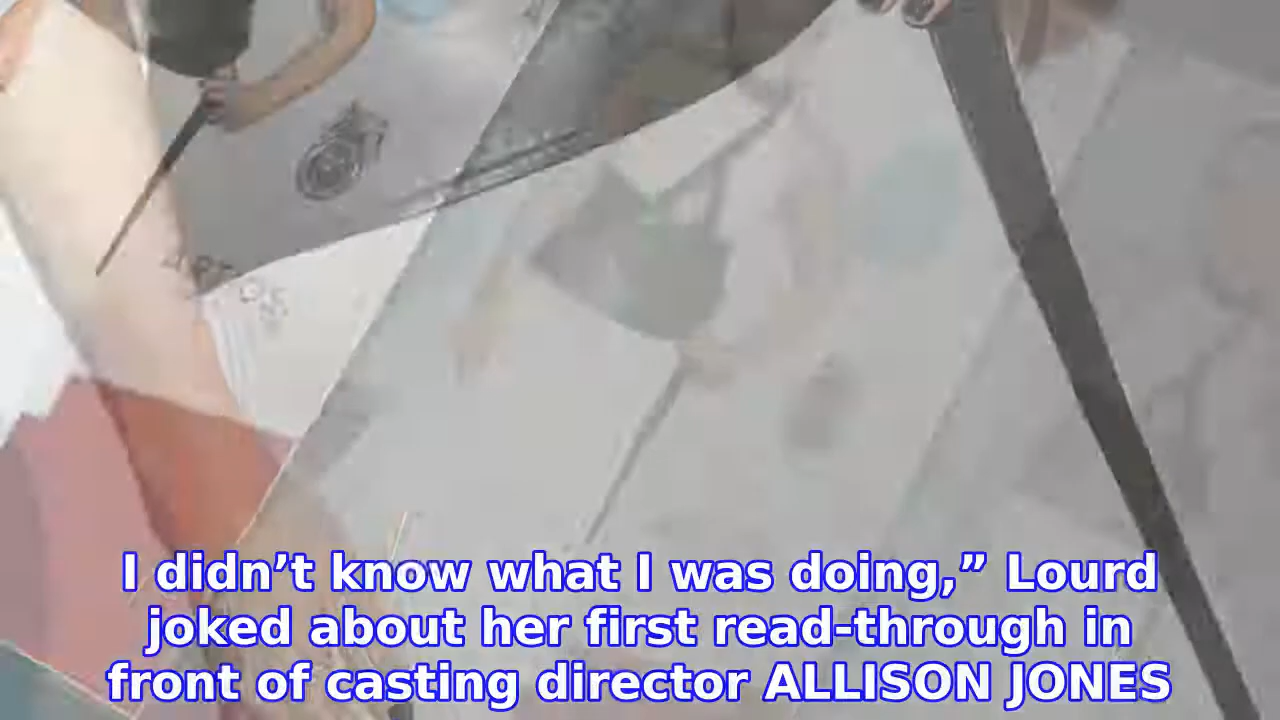 I didn’t know what I was doing,” Lourd
joked about her first read-through in
front of casting director ALLISON JONES